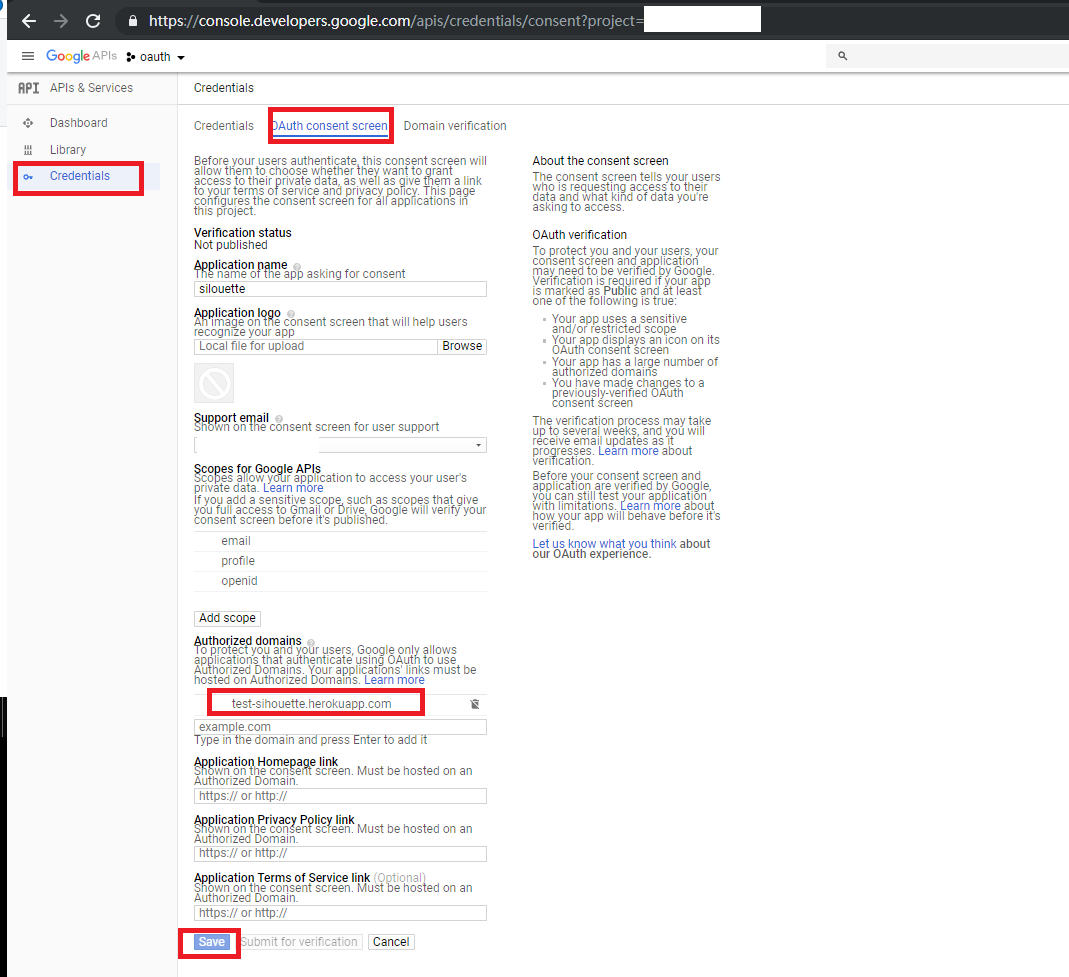 https://console.developers.google.com/apis/credentials/consent?project=
Google APIs
oauth
API APIs & Services
Dashboard
Library
Credentials
Credentials
Credentials
OAuth consent screen
Domain verification
Before your users authenticate, this consent screen will
allow them to choose whether they want to grant
access to their private data, as well as give them a link
to your terms of service and privacy policy. This page
configures the consent screen for all applications in
this project.
Verification status
Not published
Application name
The name of the app asking for consent
silouette
Application logo
An image on the consent screen that will help users
recognize your app
Local file for upload
Browse
Support email
Shown on the consent screen for user support
Scopes for Google APIs
Scopes allow your application to access your user's
private data. Learn more
If you add a sensitive scope, such as scopes that give
you full access to Gmail or Drive, Google will verify your
consent screen before it's published.
email
profile
openid
Add scope
Authorized domains
To protect you and your users, Google only allows
applications that authenticate using OAuth to use
Authorized Domains. Your applications' links must be
hosted on Authorized Domains. Learn more
test-sihouette.herokuapp.com
example.com
Type in the domain and press Enter to add it
Application Homepage link
Shown on the consent screen. Must be hosted on an
Authorized Domain.
https:// or http://
Application Privacy Policy link
Shown on the consent screen. Must be hosted on an
Authorized Domain.
https:// or http://
Application Terms of Service link (Optional)
Shown on the consent screen. Must be hosted on an
Authorized Domain.
https:// or http://
Save
Submit for verification
Cancel
About the consent screen
The consent screen tells your users
who is requesting access to their
data and what kind of data you're
asking to access.
OAuth verification
To protect you and your users, your
consent screen and application
may need to be verified by Google.
Verification is required if your app
is marked as Public and at least
one of the following is true:
Your app uses a sensitive
and/or restricted scope
Your app displays an icon on its
OAuth consent screen
Your app has a large number of
authorized domains
You have made changes to a
previously-verified OAuth
consent screen
The verification process may take
up to several weeks, and you will
receive email updates as it
progresses. Learn more about
verification.
Before your consent screen and
application are verified by Google,
you can still test your application
with limitations. Learn more about
how your app will behave before it's
verified.
Let us know what you think about
our OAuth experience.